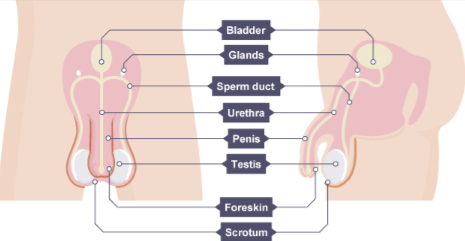 Bladder
Glands
Sperm duct
Urethra
Penis
Testis
Foreskin
Scrotum